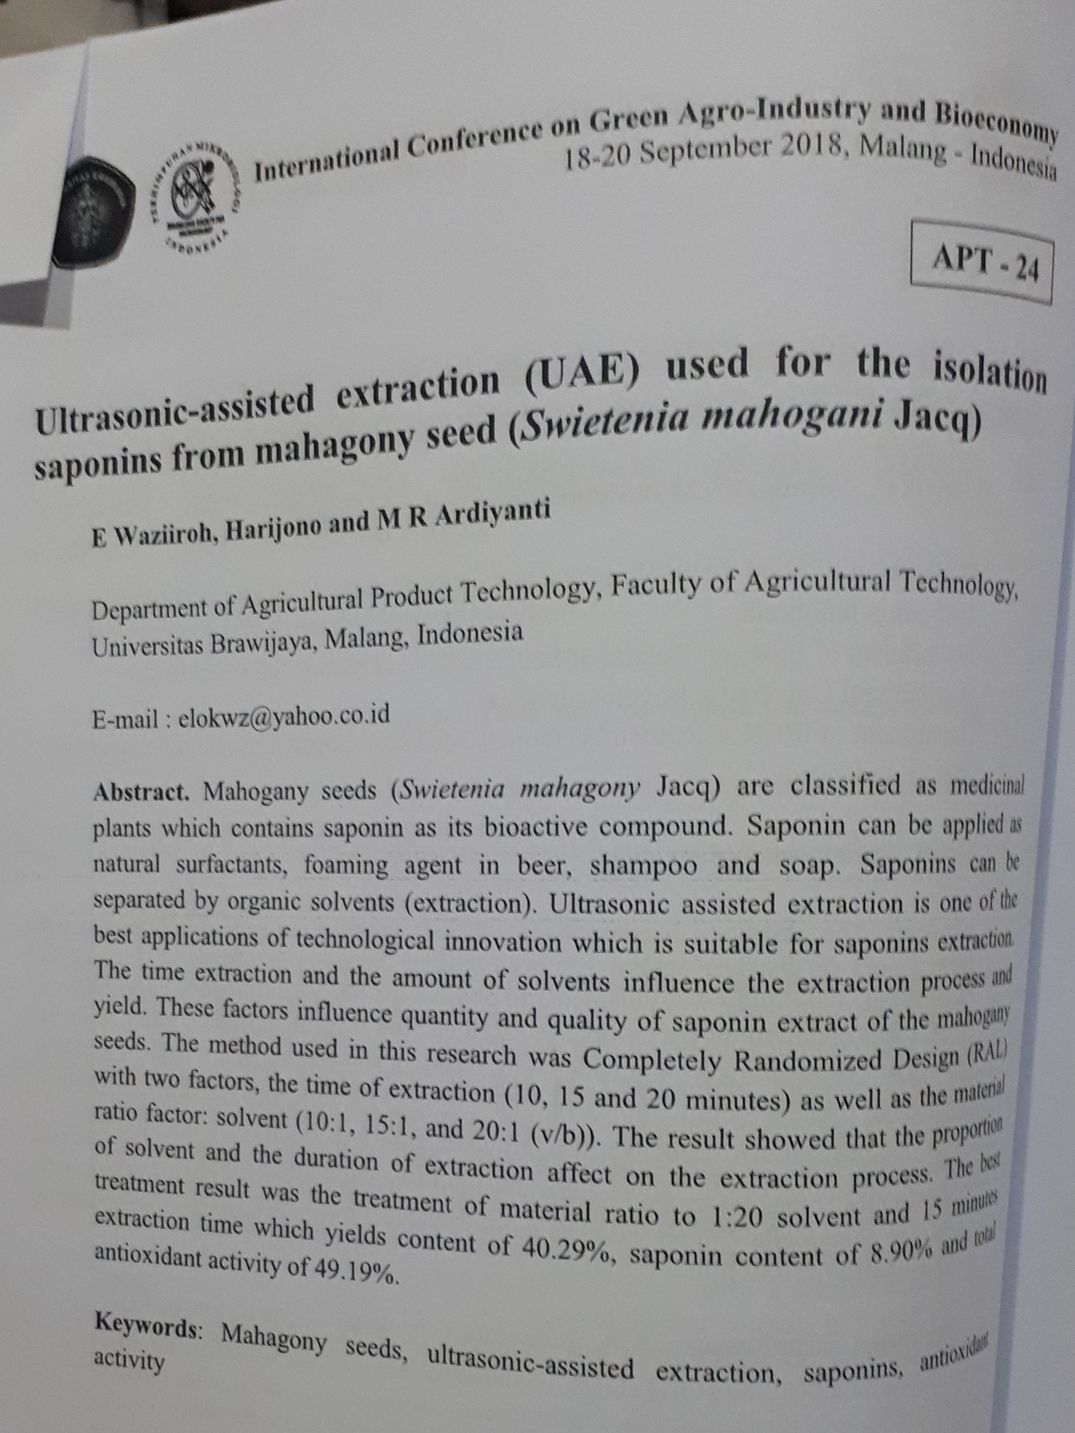 International Conference on Green Agro-Industry and Bioeconomy
18-20 September 2018, Malang - Indonesia
PERHIMPUNAN MIKROBIOLOGI
INDONESIA
APT - 24
Ultrasonic-assisted extraction (UAE) used for the isolation
saponins from mahagony seed (Swietenia mahogani Jacq)
E Waziiroh, Harijono and M R Ardiyanti
Department of Agricultural Product Technology, Faculty of Agricultural Technology,
Universitas Brawijaya, Malang, Indonesia
E-mail : elokwz@yahoo.co.id
Abstract. Mahogany seeds (Swietenia mahagony Jacq) are classified as medicinal
plants which contains saponin as its bioactive compound. Saponin can be applied as
natural surfactants, foaming agent in beer, shampoo and soap. Saponins can be
separated by organic solvents (extraction). Ultrasonic assisted extraction is one of the
best applications of technological innovation which is suitable for saponins extraction.
The time extraction and the amount of solvents influence the extraction process and
yield. These factors influence quantity and quality of saponin extract of the mahogany
seeds. The method used in this research was Completely Randomized Design (RAL)
with two factors, the time of extraction (10, 15 and 20 minutes) as well as the material
ratio factor: solvent (10:1, 15:1, and 20:1 (v/b)). The result showed that the proportion
of solvent and the duration of extraction affect on the extraction process. The best
treatment result was the treatment of material ratio to 1:20 solvent and 15 minutes
extraction time which yields content of 40.29%, saponin content of 8.90% and total
antioxidant activity of 49.19%.
Keywords: Mahagony seeds, ultrasonic-assisted extraction, saponins, antioxidant
activity